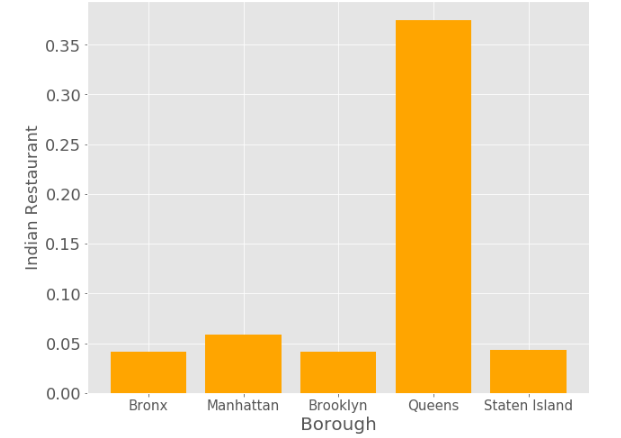 Indian Restaurant
0.35
0.30
0.25
0.20
0.15
0.10
0.05
0.00
Bronx Manhattan Brooklyn Queens Staten Island
Borough